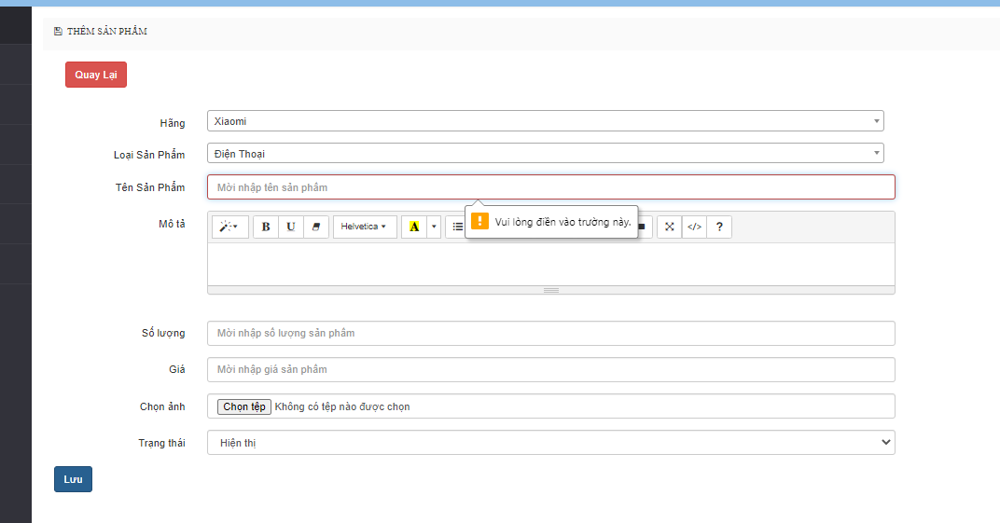 THÊM SẢN PHẨM
Quay Lại
Hãng
Xiaomi
Loại Sản Phẩm
Điện Thoại
Tên Sản Phẩm
Mời nhập tên sản phẩm
Vui lòng điền vào trường này.
Mô tả
B U Helvetica A </> ?
Số lượng
Mời nhập số lượng sản phẩm
Giá
Mời nhập giá sản phẩm
Chọn ảnh
Chọn tệp Không có tệp nào được chọn
Trạng thái
Hiện thị
Lưu